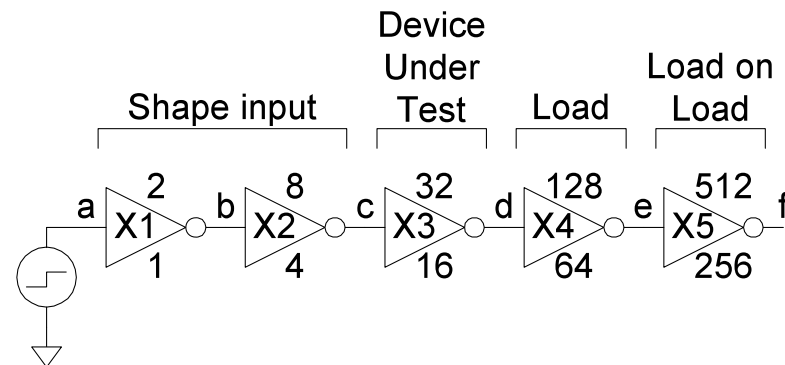 Device
Under
Test
Load on
Load
Shape input
Load
2
8
32
128
512
a
X1
b
X2
c
X3
d
X4
e
X5
f
1
4
16
64
256